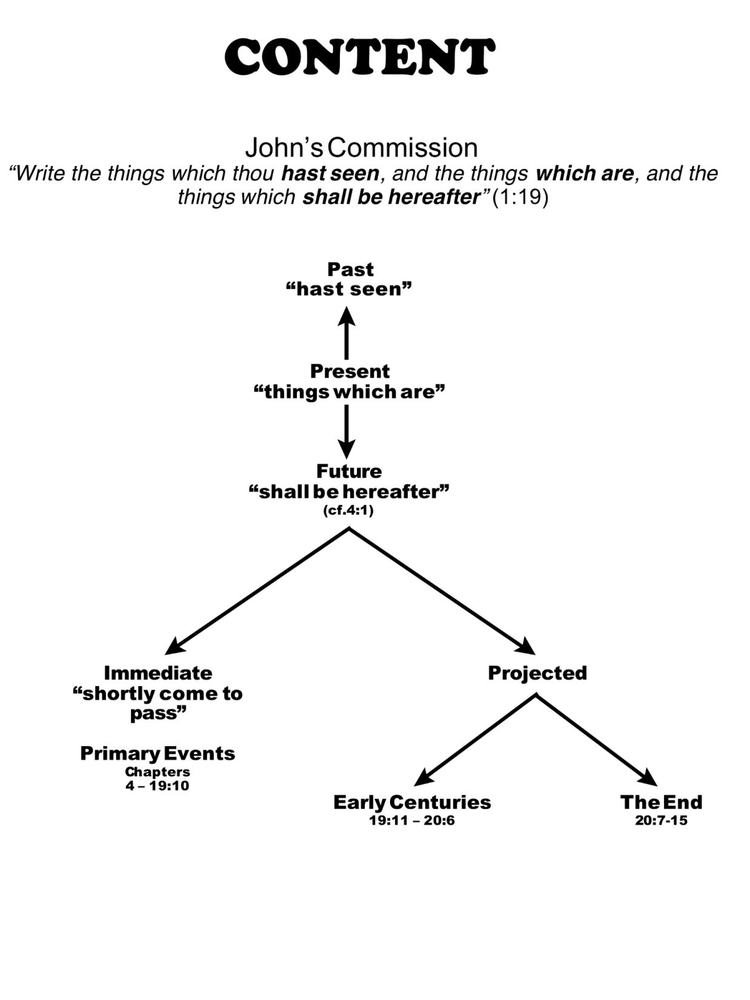 CONTENT
John’s Commission
“Write the things which thou hast seen, and the things which are, and the
things which shall be hereafter” (1:19)
Past
“hast seen”
Present
“things which are”
Future
“shall be hereafter”
(cf.4:1)
Immediate
“shortly come to
pass”
Primary Events
Chapters
4 – 19:10
Projected
Early Centuries
19:11 – 20:6
The End
20:7-15